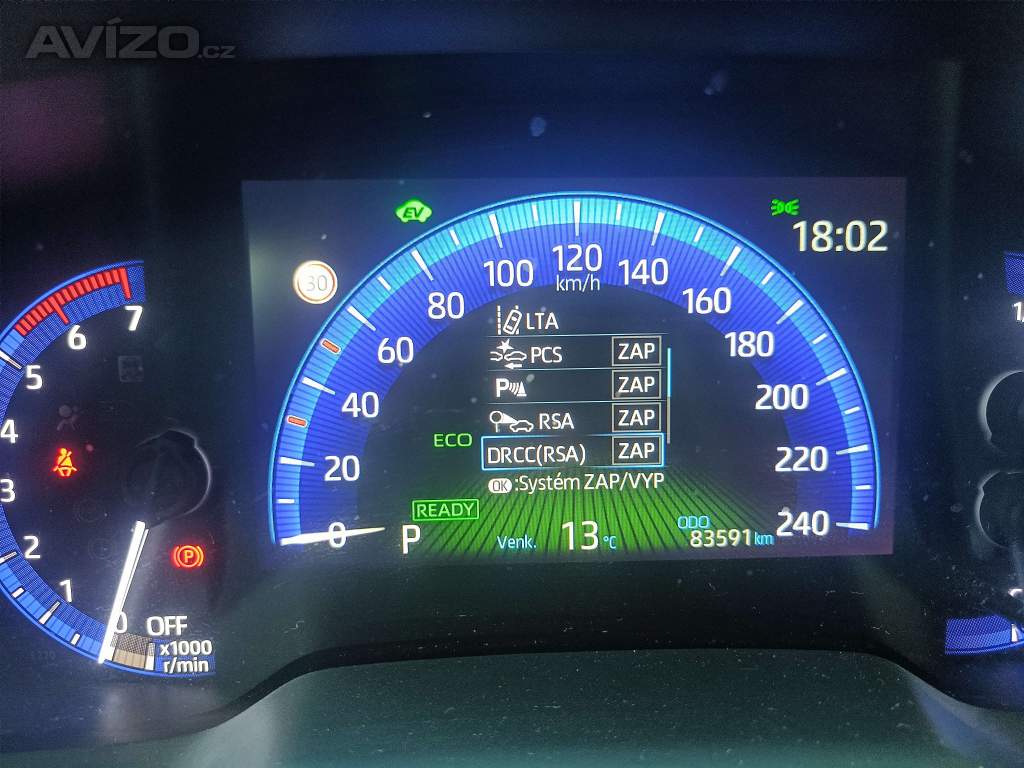 AVÍZO.cz
EV
18:02
30
0
20
40
60
80
100
120
140
160
180
200
220
240
km/h
LTA
PCS ZAP
P ZAP
RSA ZAP
DRCC(RSA) ZAP
OK :Systém ZAP/VYP
ECO
READY
P
Venk. 13 °C
ODO
83591 km
7
6
5
4
3
2
1
0
OFF
x1000
r/min
P
1/